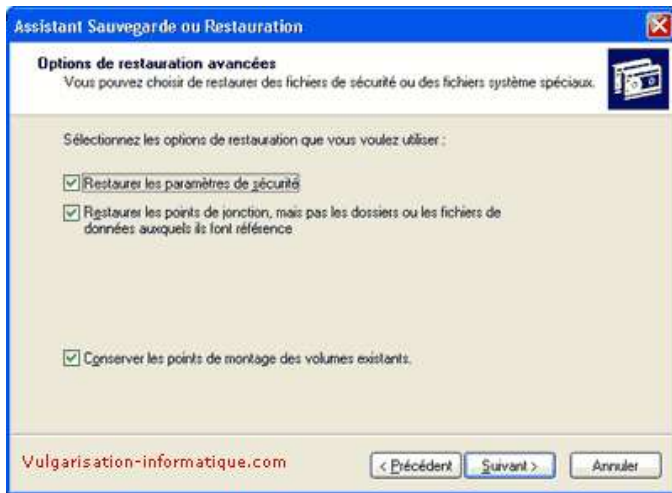 Assistant Sauvegarde ou Restauration
Options de restauration avancées
Vous pouvez choisir de restaurer des fichiers de sécurité ou des fichiers système spéciaux.
Sélectionnez les options de restauration que vous voulez utiliser :
Restaurer les paramètres de sécurité
Restaurer les points de jonction, mais pas les dossiers ou les fichiers de
données auxquels ils font référence
Conserver les points de montage des volumes existants.
Vulgarisation-informatique.com
< Précédent Suivant > Annuler